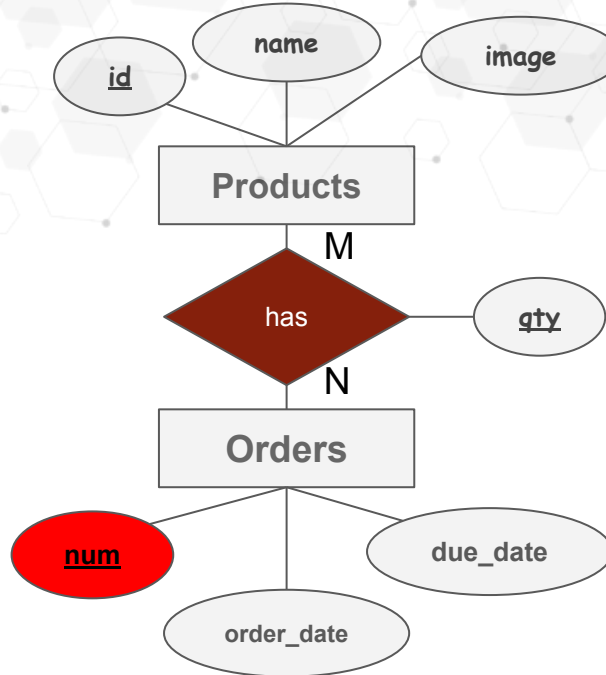 name
id
image
Products
M
has
qty
N
Orders
num
due_date
order_date